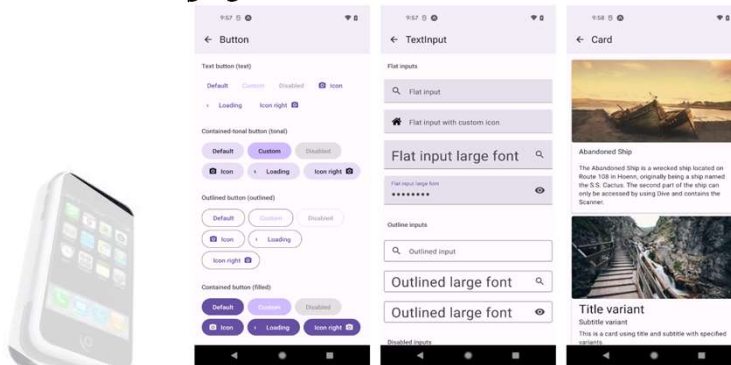 9:57
Button
Text button (text)
Default Custom Disabled Icon
Loading Icon right
Contained-tonal button (tonal)
Default Custom Disabled
Icon Loading Icon right
Outlined button (outlined)
Default Custom Disabled
Icon Loading
Icon right
Contained button (filled)
Default Custom Disabled
Icon Loading Icon right
9:57
TextInput
Flat inputs
Flat input
Flat input with custom icon
Flat input large font
Flat input large font
••••••••
Outline inputs
Outlined input
Outlined large font
Outlined large font
Disabled inputs
9:58
Card
Abandoned Ship
The Abandoned Ship is a wrecked ship located on
Route 108 in Hoenn, originally being a ship named
the S.S. Cactus. The second part of the ship can
only be accessed by using Dive and contains the
Scanner.
Title variant
Subtitle variant
This is a card using title and subtitle with specified
variants.